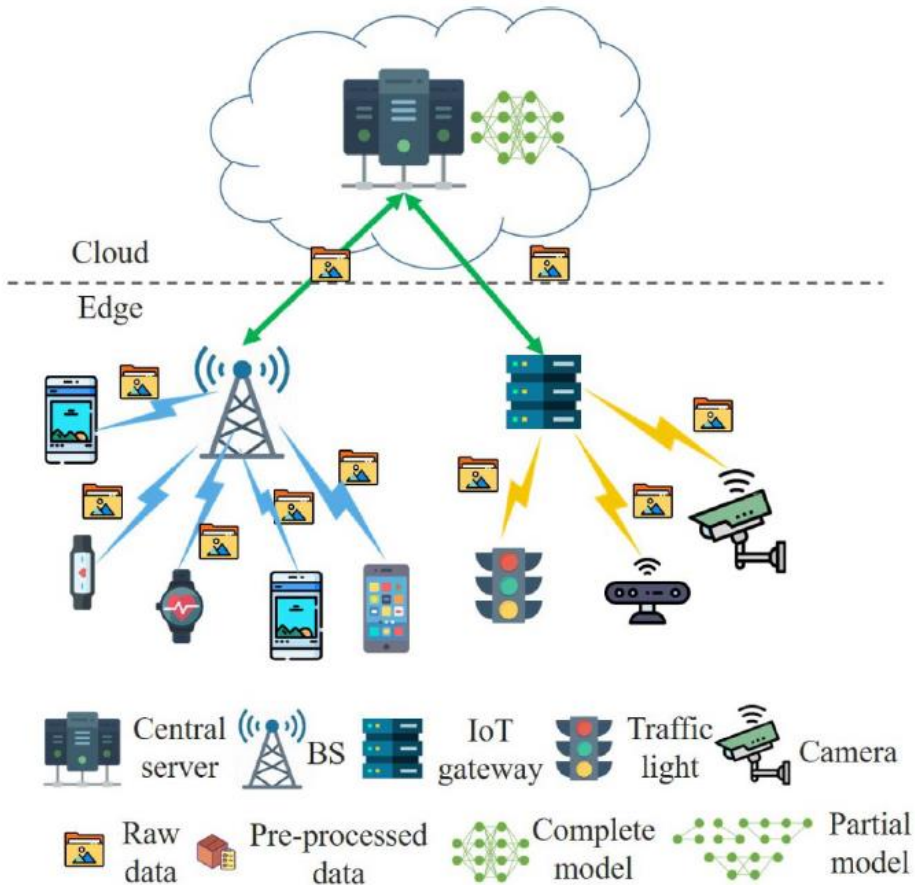 Cloud
Edge
Central
server
BS
IoT
gateway
Traffic
light
Camera
Raw
data
Pre-processed
data
Complete
model
Partial
model